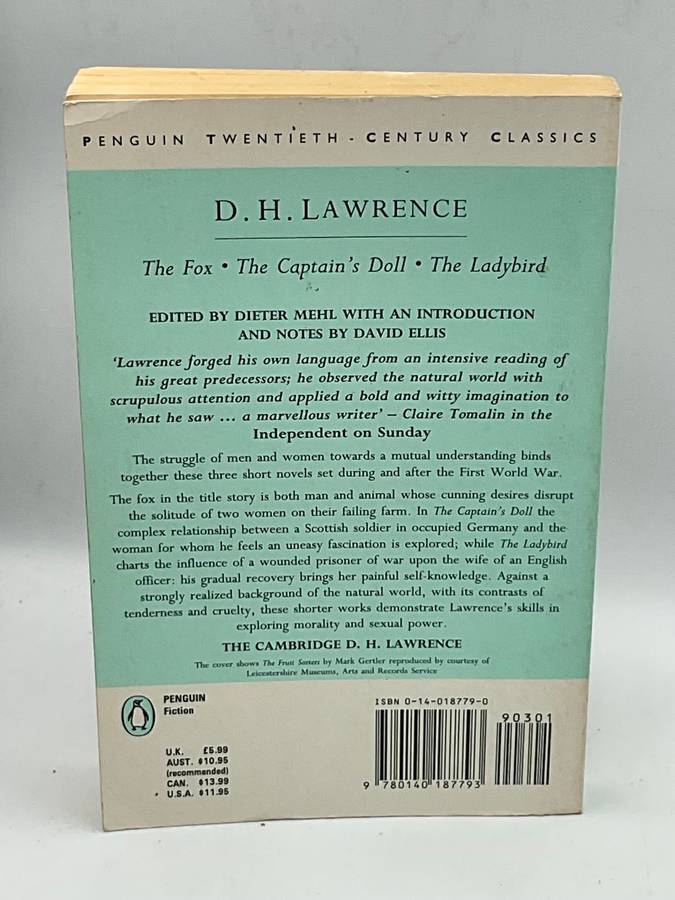 PENGUIN TWENTIETH-CENTURY CLASSICS
D. H. LAWRENCE
The Fox • The Captain's Doll • The Ladybird
EDITED BY DIETER MEHL WITH AN INTRODUCTION
AND NOTES BY DAVID ELLIS
'Lawrence forged his own language from an intensive reading of
his great predecessors; he observed the natural world with
scrupulous attention and applied a bold and witty imagination to
what he saw ... a marvellous writer' – Claire Tomalin in the
Independent on Sunday
The struggle of men and women towards a mutual understanding binds
together these three short novels set during and after the First World War.
The fox in the title story is both man and animal whose cunning desires disrupt
the solitude of two women on their failing farm. In The Captain's Doll the
complex relationship between a Scottish soldier in occupied Germany and the
woman for whom he feels an uneasy fascination is explored; while The Ladybird
charts the influence of a wounded prisoner of war upon the wife of an English
officer: his gradual recovery brings her painful self-knowledge. Against a
strongly realized background of the natural world, with its contrasts of
tenderness and cruelty, these shorter works demonstrate Lawrence's skills in
exploring morality and sexual power.
THE CAMBRIDGE D. H. LAWRENCE
The cover shows The Fruit Sorters by Mark Gertler reproduced by courtesy of
Leicestershire Museums, Arts and Records Service
PENGUIN
Fiction
U.K. £5.99
AUST. $10.95
(recommended)
CAN. $13.99
U.S.A. $11.95
ISBN 0-14-018779-0
90301
9 780140 187793